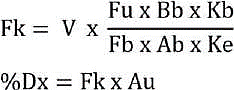 Fk = V x Fu x Bb x Kb / Fb x Ab x Ke
%Dx = Fk x Au